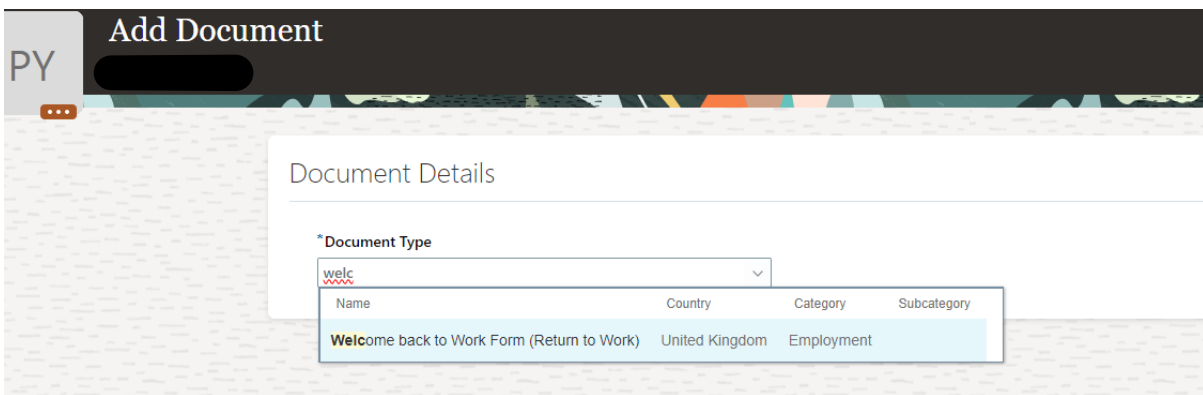 Add Document
PY
Document Details
*Document Type
welc
Name Country Category Subcategory
Welcome back to Work Form (Return to Work) United Kingdom Employment